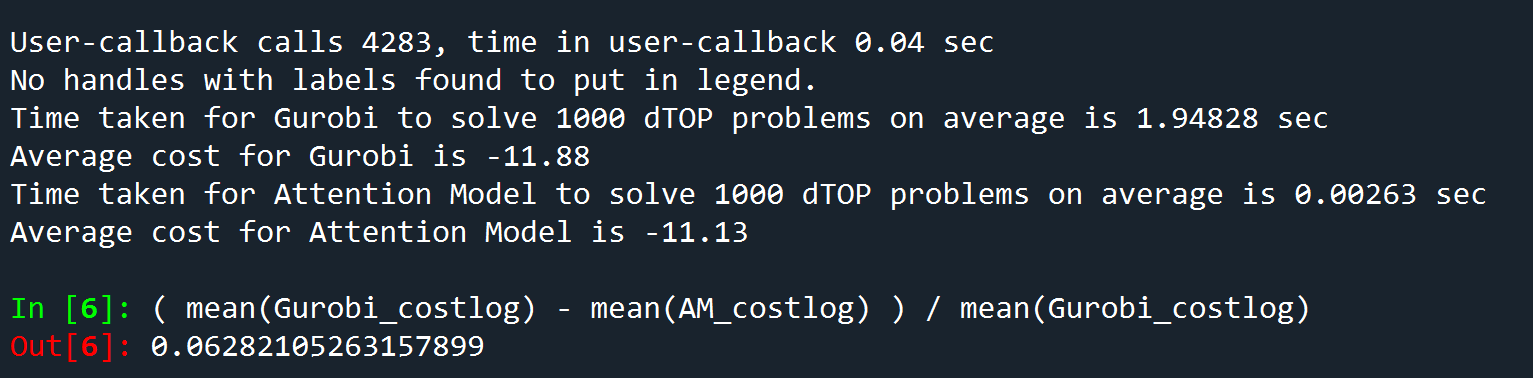 User-callback calls 4283, time in user-callback 0.04 sec
No handles with labels found to put in legend.
Time taken for Gurobi to solve 1000 dTOP problems on average is 1.94828 sec
Average cost for Gurobi is -11.88
Time taken for Attention Model to solve 1000 dTOP problems on average is 0.00263 sec
Average cost for Attention Model is -11.13
In [6]: ( mean(Gurobi_costlog) - mean(AM_costlog) ) / mean(Gurobi_costlog)
Out[6]: 0.06282105263157899